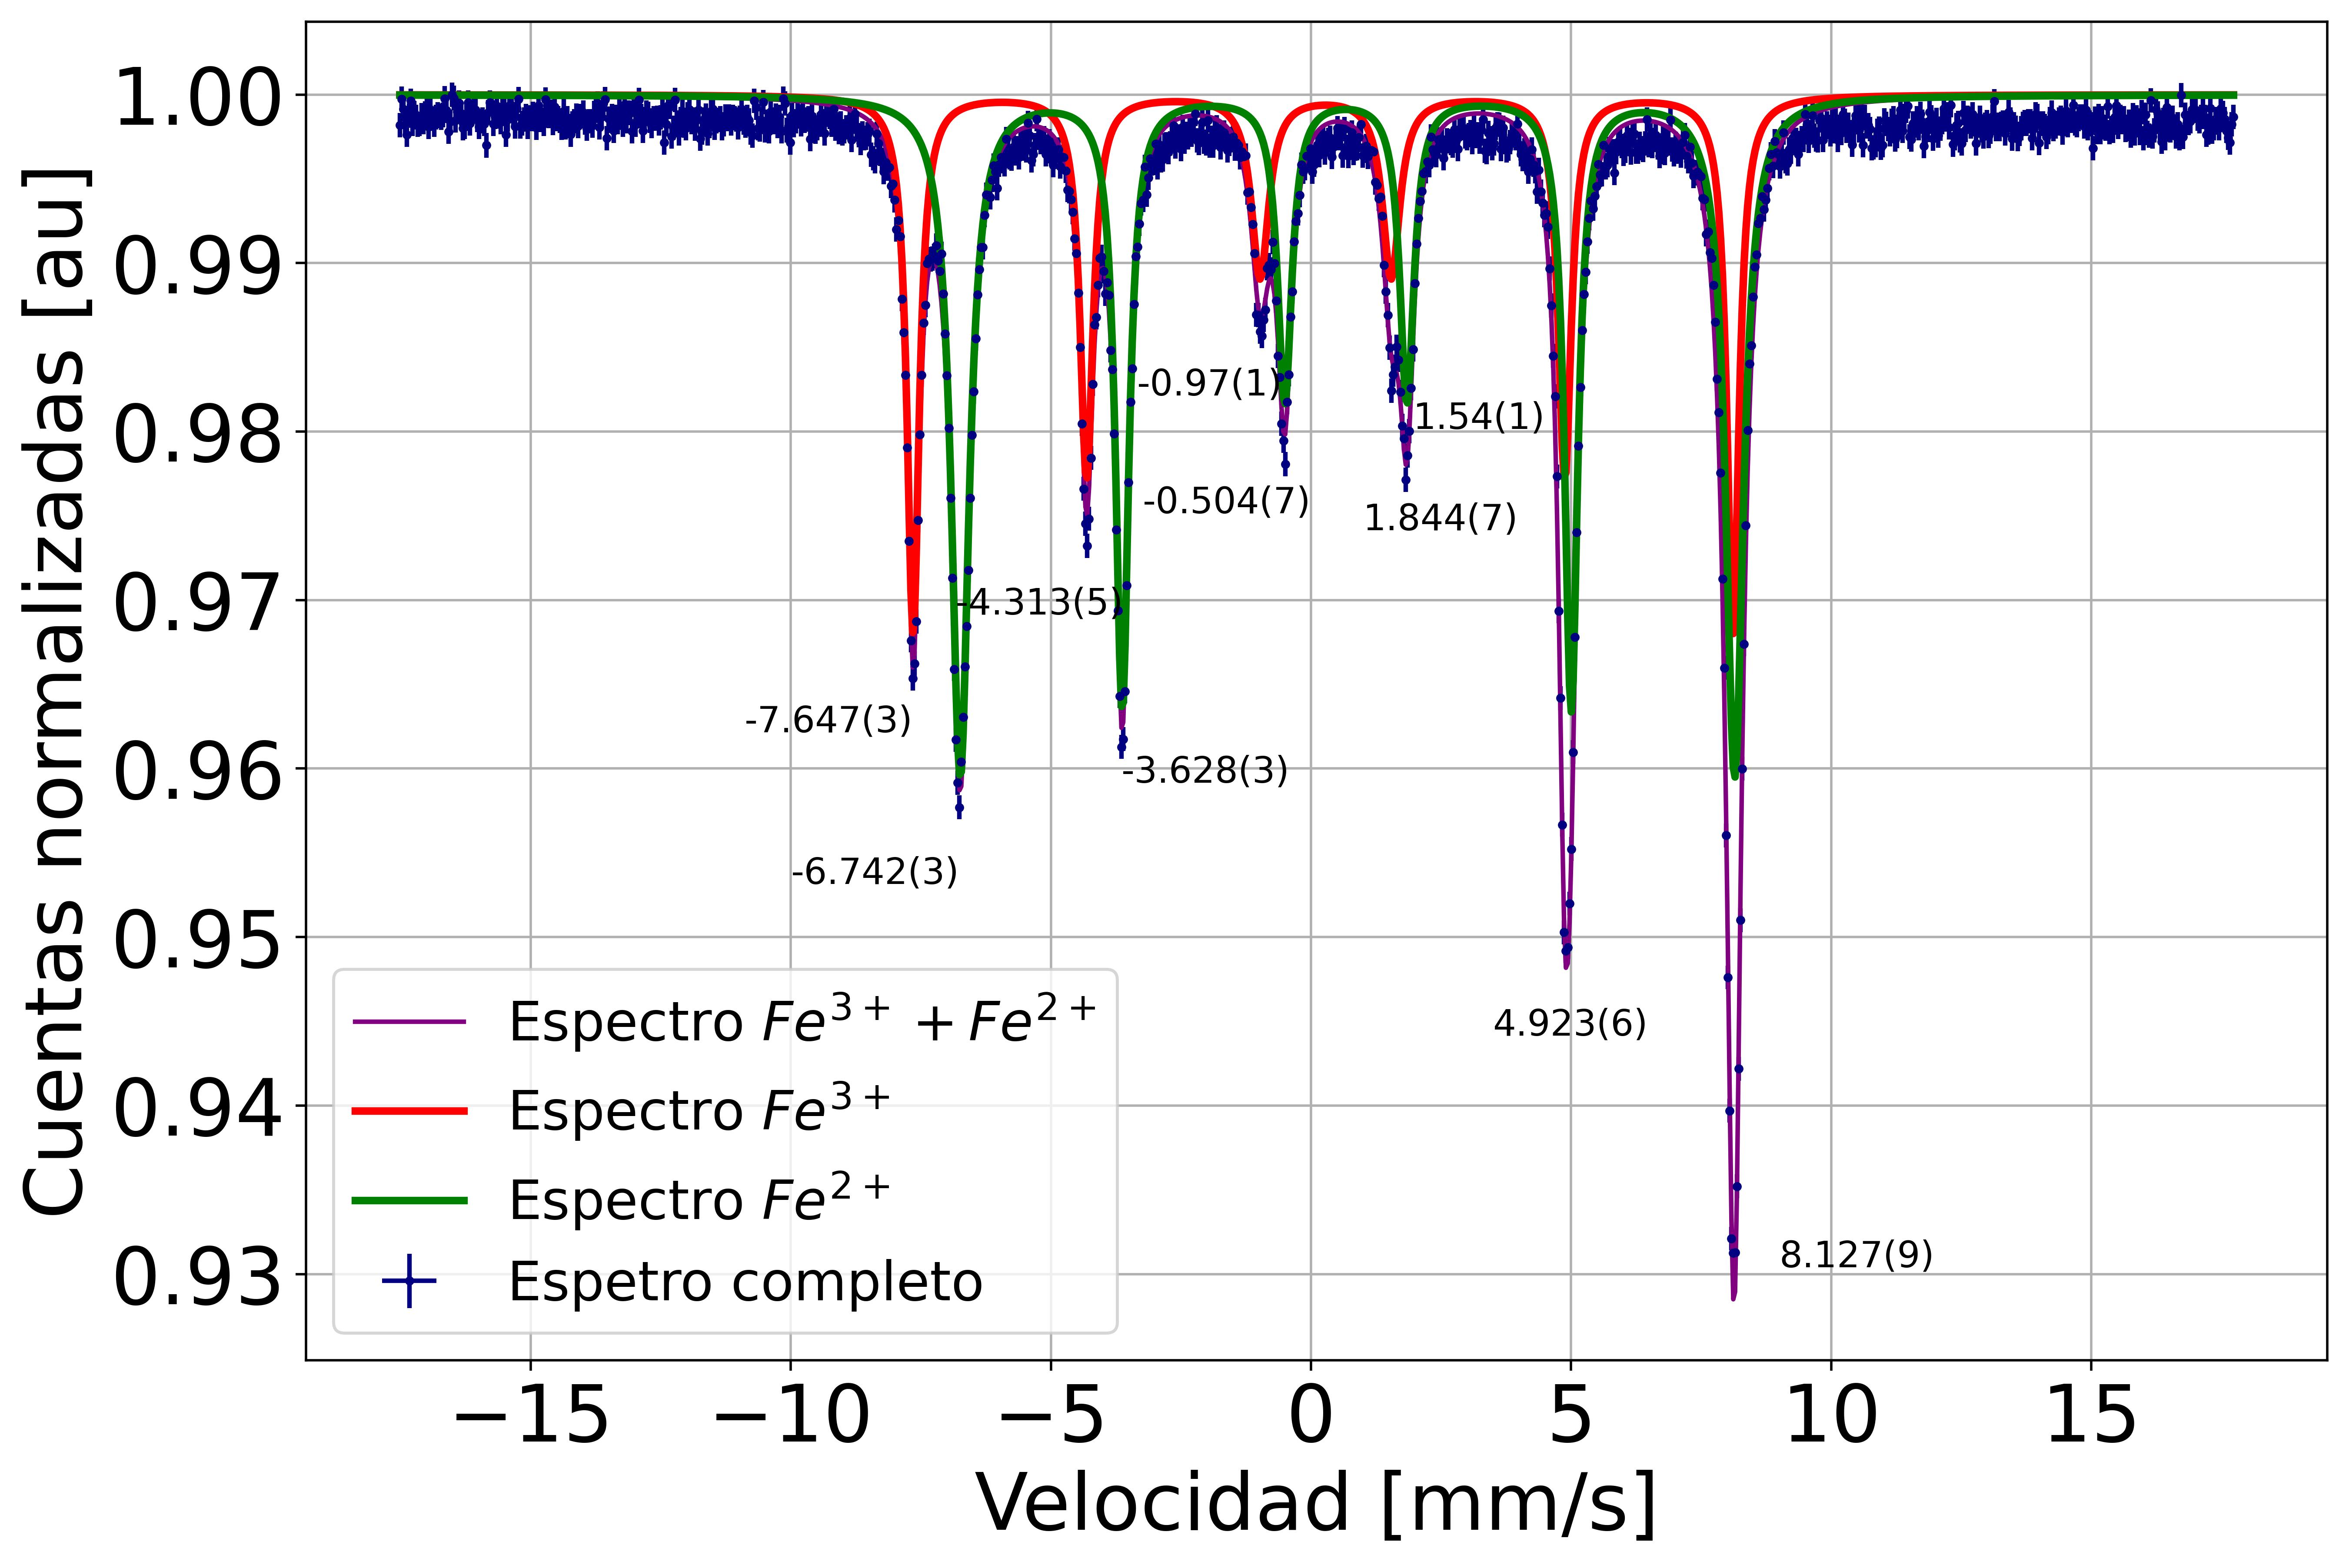 Cuentas normalizadas [au]
1.00
0.99
0.98
0.97
0.96
0.95
0.94
0.93
-0.97(1)
1.54(1)
-0.504(7)
1.844(7)
-4.313(5)
-7.647(3)
-3.628(3)
-6.742(3)
4.923(6)
8.127(9)
Espectro Fe³⁺ + Fe²⁺
Espectro Fe³⁺
Espectro Fe²⁺
Espetro completo
−15 −10 −5 0 5 10 15
Velocidad [mm/s]